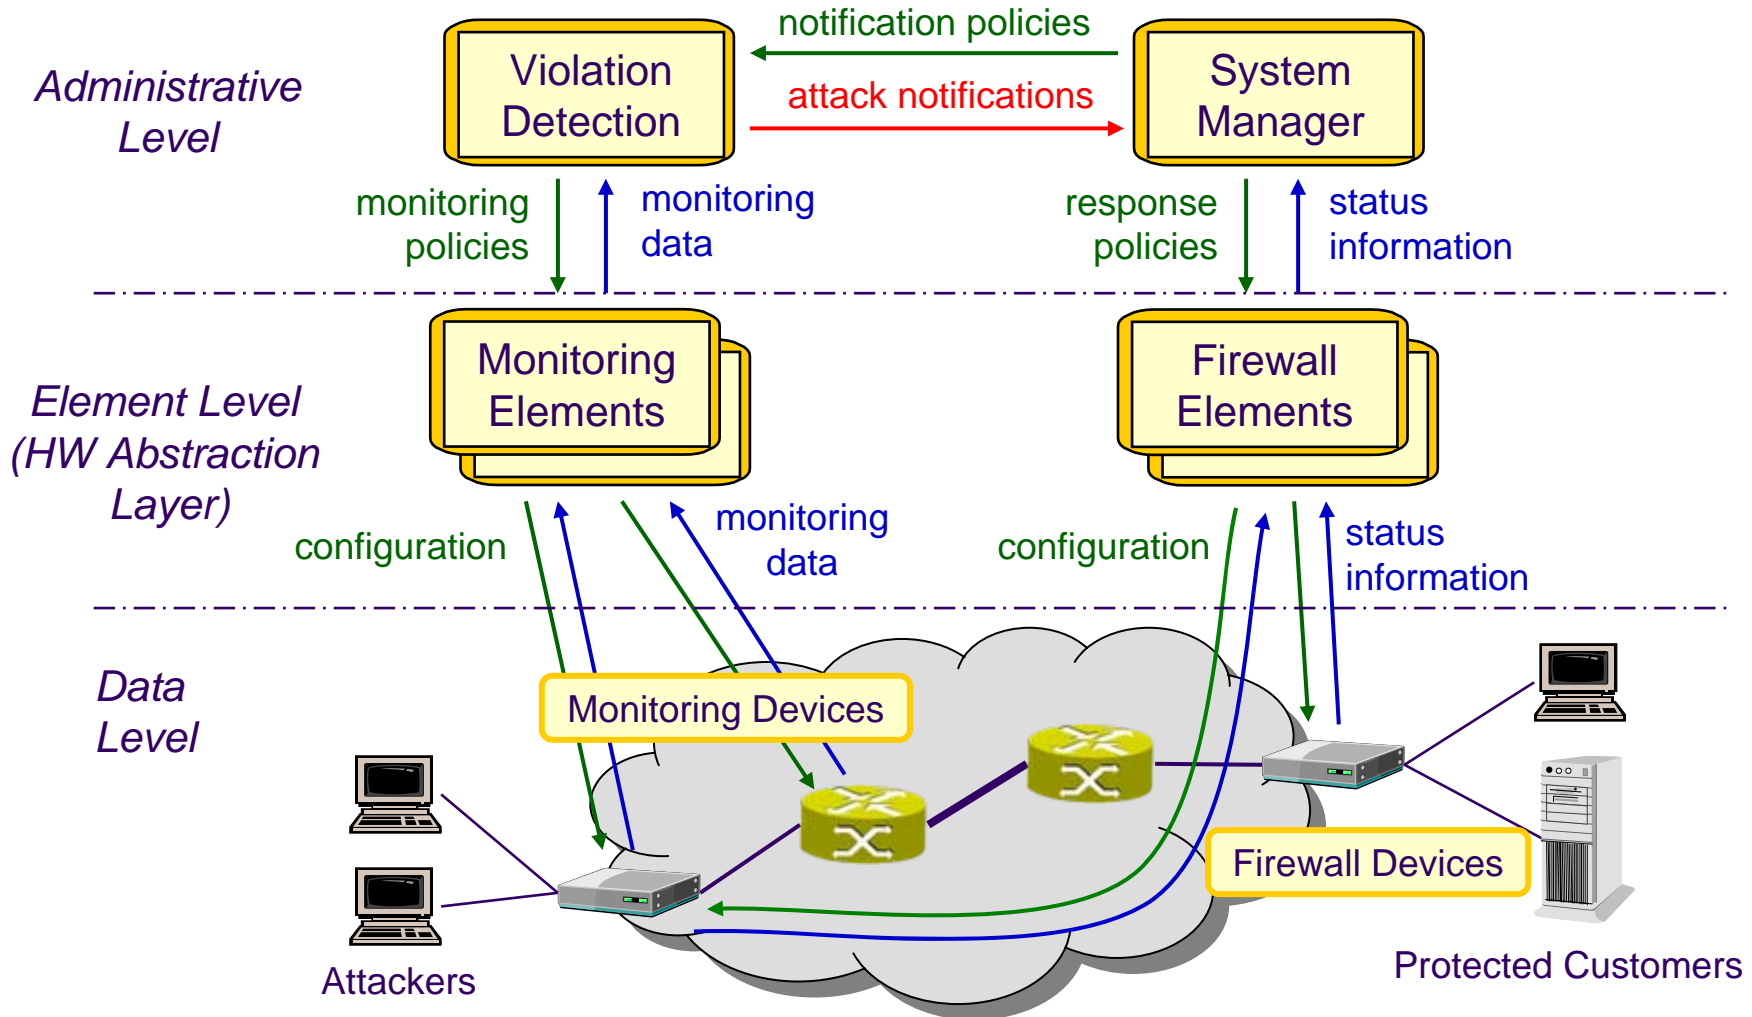 notification policies
Administrative
Level
Violation
Detection
attack notifications
System
Manager
monitoring
policies
monitoring
data
response
policies
status
information
Element Level
(HW Abstraction
Layer)
Monitoring
Elements
Firewall
Elements
configuration
monitoring
data
configuration
status
information
Data
Level
Monitoring Devices
Firewall Devices
Attackers
Protected Customers